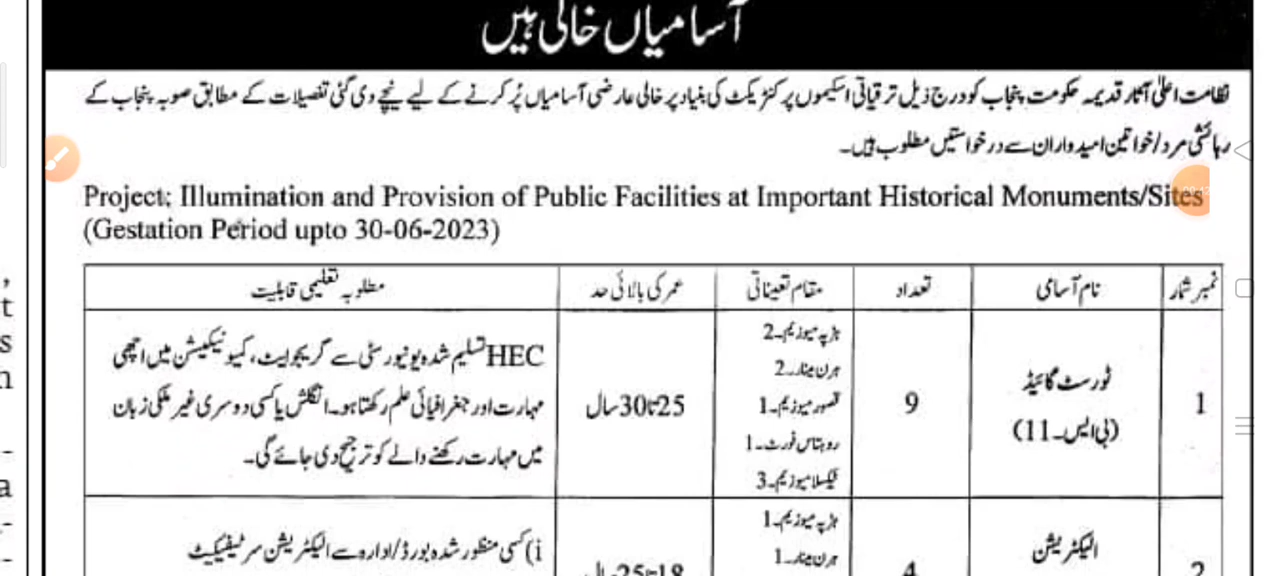 آسامیاں خالی ہیں
نظامت اعلیٰ آثار قدیمہ حکومت پنجاب کو درج ذیل ترقیاتی اسکیموں پر کنٹریکٹ کی بنیاد پر خالی عارضی آسامیاں پُر کرنے کے لیے نیچے دی گئی تفصیلات کے مطابق صوبہ پنجاب کے
رہائشی مرد/خواتین امیدواران سے درخواستیں مطلوب ہیں۔
Project; Illumination and Provision of Public Facilities at Important Historical Monuments/Sites
(Gestation Period upto 30-06-2023)
نمبر شمار نام آسامی تعداد مقام تعیناتی عمر کی بالائی حد مطلوبہ تعلیمی قابلیت
1
ٹورسٹ گائیڈ
(بی ایس۔11)
9
ہڑپہ میوزیم۔2
ہرن مینار۔2
قصور میوزیم۔1
روہتاس فورٹ۔1
ٹیکسلا میوزیم۔3
25تا30سال
HEC تسلیم شدہ یونیورسٹی سے گریجوایٹ، کمیونیکیشن میں اچھی
مہارت اور جغرافیائی علم رکھتا ہو۔ انگلش یا کسی دوسری غیر ملکی زبان
میں مہارت رکھنے والے کو ترجیح دی جائے گی۔
2
الیکٹریشن
4
ہڑپہ میوزیم۔1
ہرن مینار۔1
18تا25سال
i)کسی منظور شدہ بورڈ/ادارہ سے الیکٹریشن سرٹیفیکیٹ